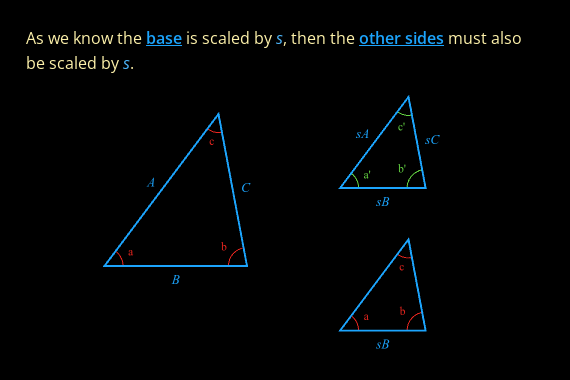 As we know the base is scaled by s, then the other sides must also
be scaled by s.
c
A
C
a
b
B
c'
sA
sC
a'
b'
sB
c
a
b
sB